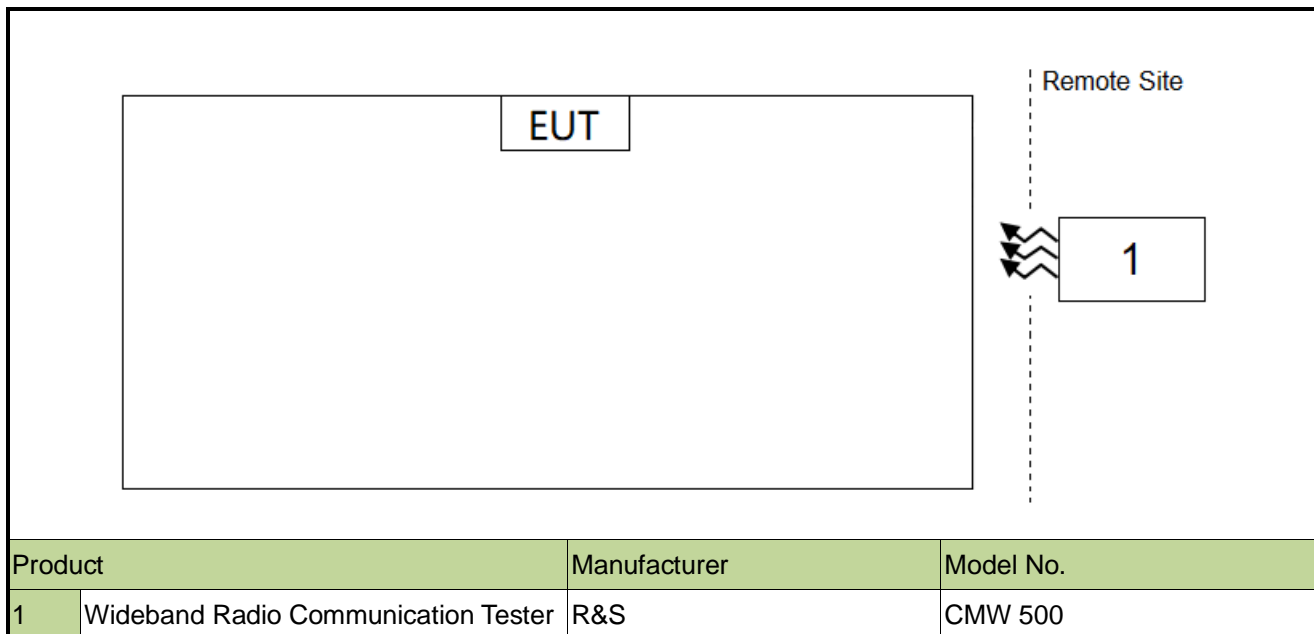 Remote Site
EUT
1
Product Manufacturer Model No.
1 Wideband Radio Communication Tester R&S CMW 500